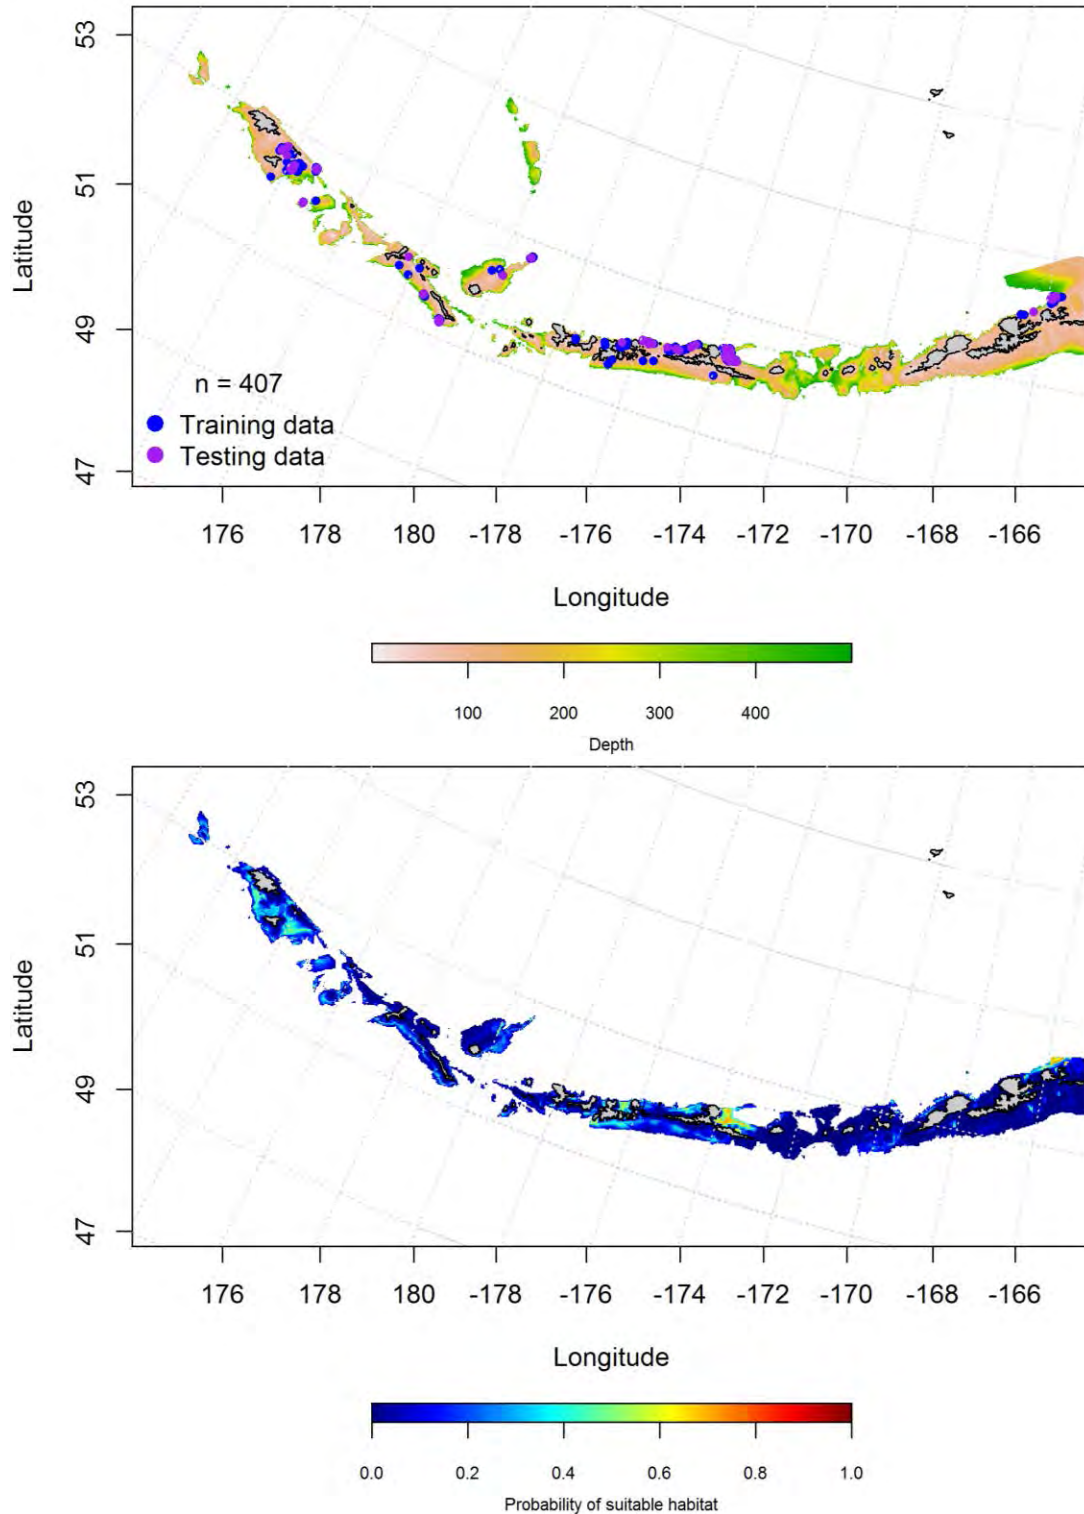 53
51
49
47
Latitude
n = 407
Training data
Testing data
176 178 180 -178 -176 -174 -172 -170 -168 -166
Longitude
100 200 300 400
Depth
53
51
49
47
Latitude
176 178 180 -178 -176 -174 -172 -170 -168 -166
Longitude
0.0 0.2 0.4 0.6 0.8 1.0
Probability of suitable habitat